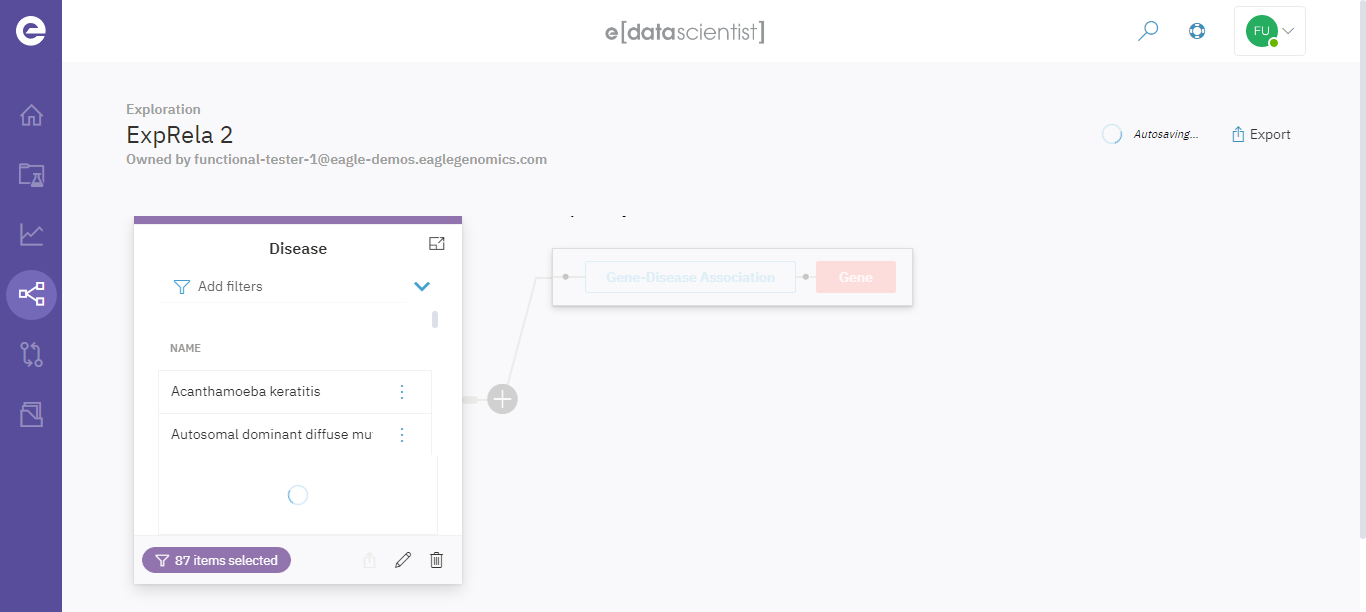 e[datascientist]
FU
Exploration
ExpRela 2
Owned by functional-tester-1@eagle-demos.eaglegenomics.com
Autosaving...
Export
Disease
Add filters
NAME
Acanthamoeba keratitis
Autosomal dominant diffuse mu
87 items selected
Gene-Disease Association
Gene